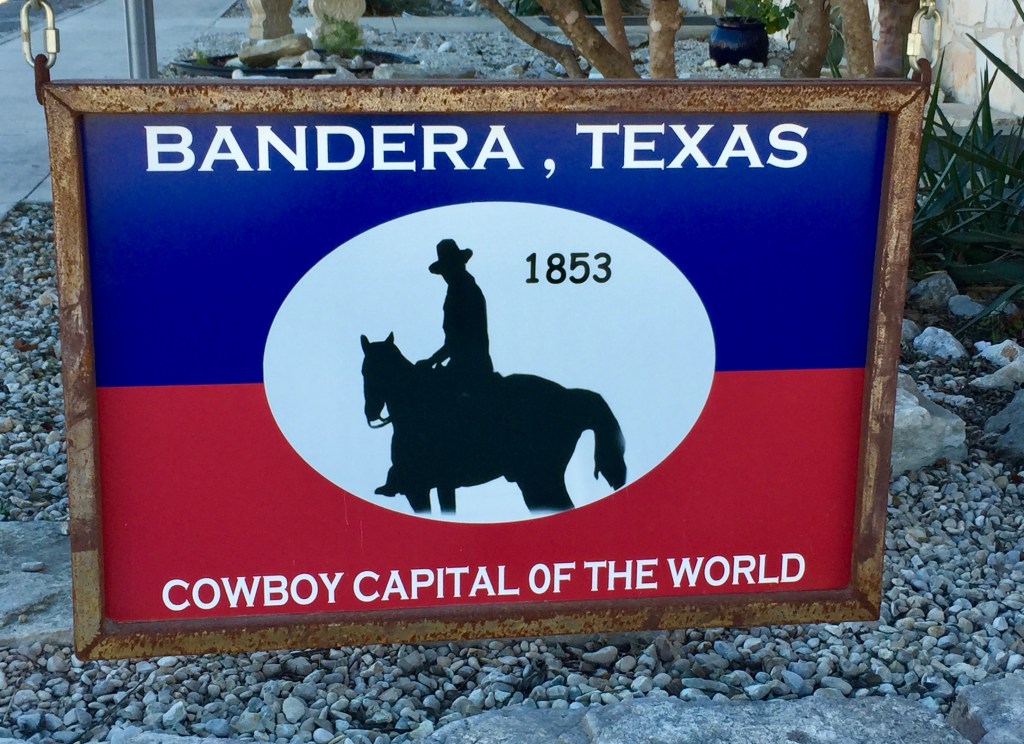 BANDERA , TEXAS
1853
COWBOY CAPITAL OF THE WORLD